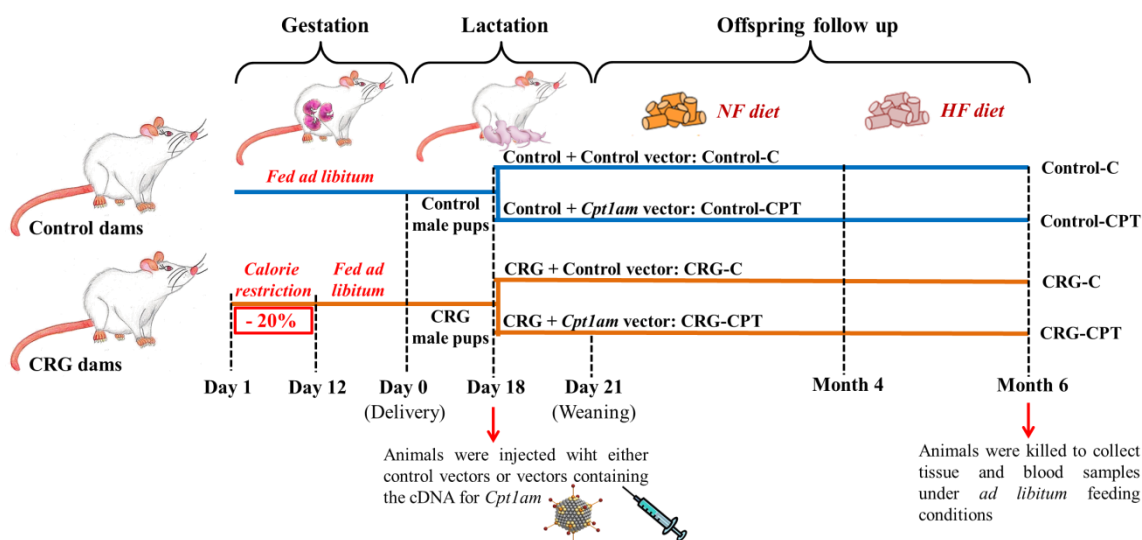 Gestation
Lactation
Offspring follow up
NF diet
HF diet
Control + Control vector: Control-C
Control-C
Fed ad libitum
Control
male pups
Control + Cpt1am vector: Control-CPT
Control-CPT
Control dams
CRG + Control vector: CRG-C
CRG-C
Calorie
restriction
Fed ad
libitum
- 20%
CRG
male pups
CRG + Cpt1am vector: CRG-CPT
CRG-CPT
CRG dams
Day 1
Day 12
Day 0
(Delivery)
Day 18
Day 21
(Weaning)
Month 4
Month 6
Animals were injected wiht either
control vectors or vectors containing
the cDNA for Cpt1am
Animals were killed to collect
tissue and blood samples
under ad libitum feeding
conditions